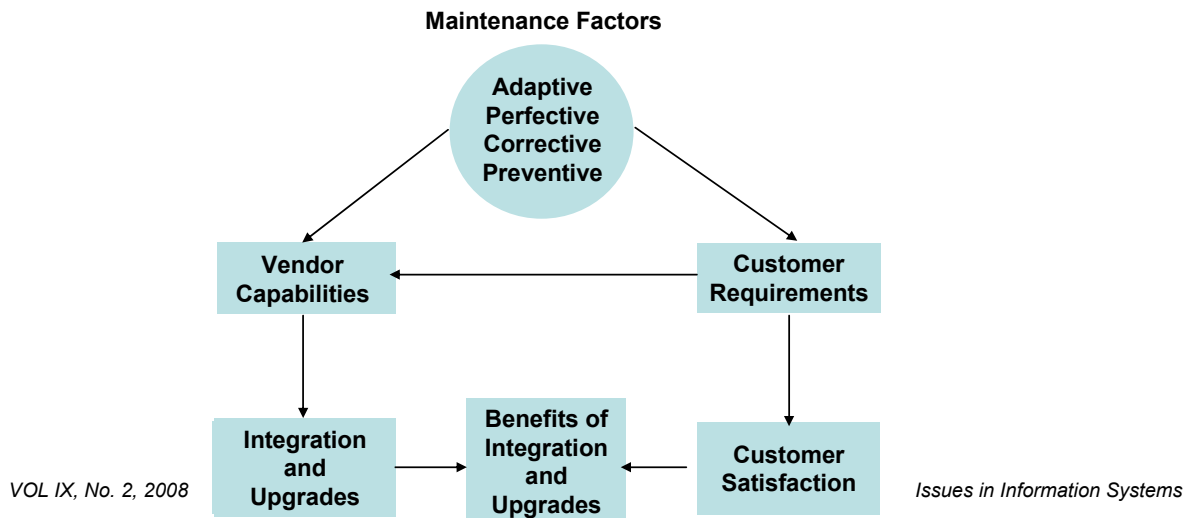 Maintenance Factors
Adaptive
Perfective
Corrective
Preventive
Vendor
Capabilities
Customer
Requirements
Integration
and
Upgrades
Benefits of
Integration
and
Upgrades
Customer
Satisfaction
VOL IX, No. 2, 2008
Issues in Information Systems